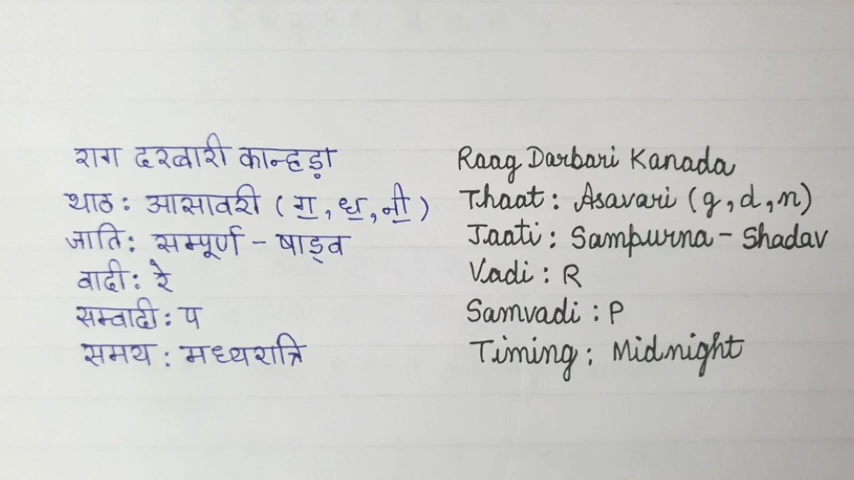 राग दरबारी कान्हड़ा
थाठ : आसावरी ( ग॒ , ध॒ , नी॒ )
जाति : सम्पूर्ण - षाड्व
वादी : रे
सम्वादी : प
समय : मध्यरात्रि
Raag Darbari Kanada
Thaat : Asavari (g, d, n)
Jaati : Sampurna - Shadav
Vadi : R
Samvadi : P
Timing : Midnight